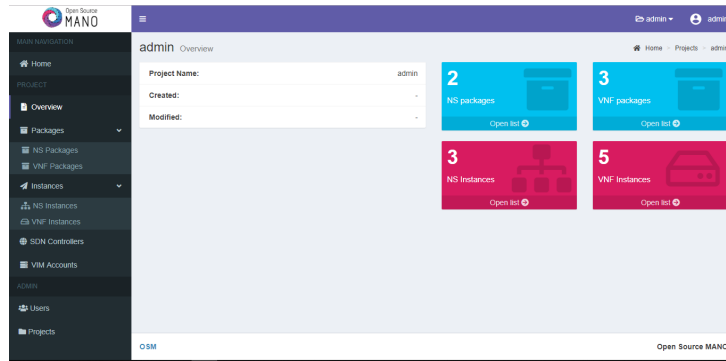 Open Source
MANO
admin
admin
MAIN NAVIGATION
Home
PROJECT
Overview
Packages
NS Packages
VNF Packages
Instances
NS Instances
VNF Instances
SDN Controllers
VIM Accounts
ADMIN
Users
Projects
admin Overview
Home
Projects
admin
Project Name: admin
Created: -
Modified: -
2
NS packages
Open list
3
VNF packages
Open list
3
NS Instances
Open list
5
VNF Instances
Open list
OSM
Open Source MANO